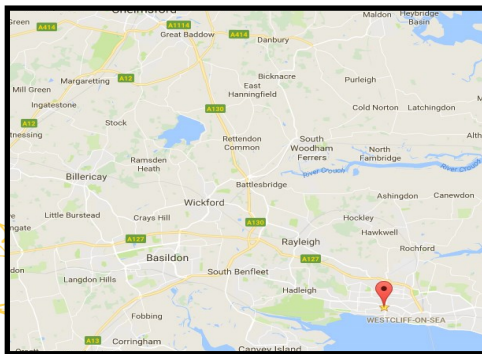 Chelmsford
Maldon
Heybridge
Basin
Green
A414
A1114
Great Baddow
A414
Danbury
Bicknacre
Margaretting
A12
East
Hanningfield
Purleigh
Mill Green
Ingatestone
A130
Cold Norton
Latchingdon
A12
Stock
Rettendon
Common
South
Woodham
Ferrers
North
Fambridge
Ramsden
Heath
River Crouch
River Crouch
Billericay
Battlesbridge
Wickford
Ashingdon
Canewdon
Little Burstead
Crays Hill
Hockley
A130
Hawkwell
A127
Rayleigh
Rochford
Basildon
A127
South Benfleet
Langdon Hills
Hadleigh
Fobbing
WESTCLIFF-ON-SEA
A13
Corringham
Canvey Island